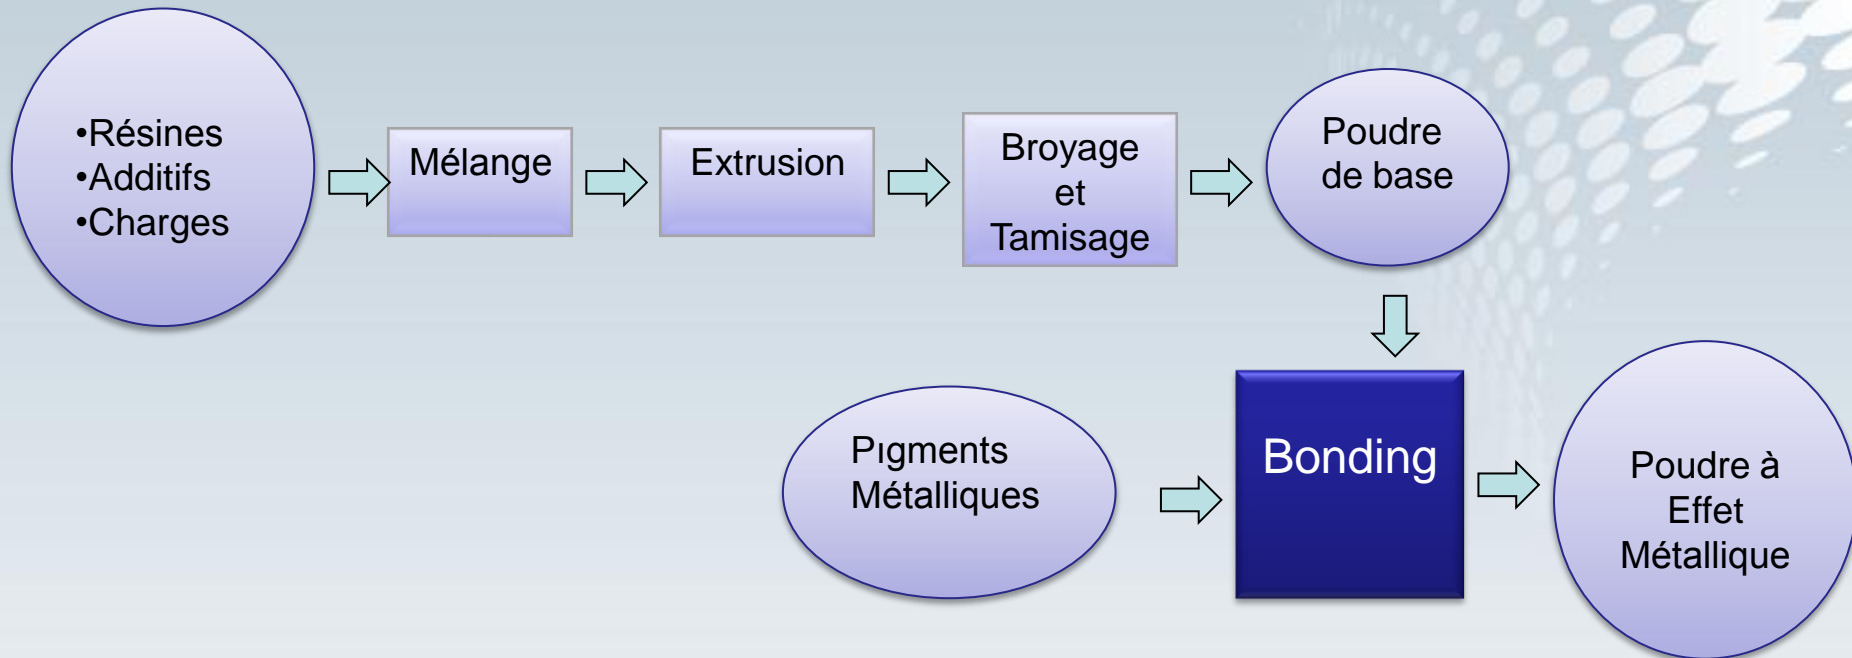 •Résines
•Additifs
•Charges
Mélange
Extrusion
Broyage
et
Tamisage
Poudre
de base
Pıgments
Métalliques
Bonding
Poudre à
Effet
Métallique